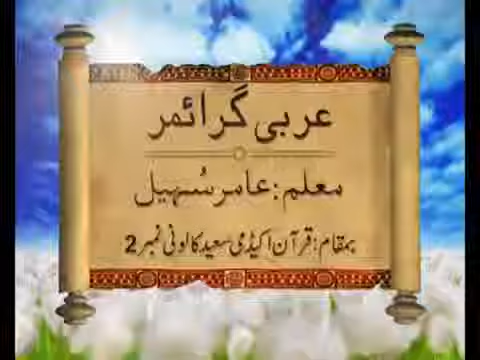 عربی گرائمر
معلم: عامر سُہیل
بمقام: قرآن اکیڈمی سعید کالونی نمبر 2